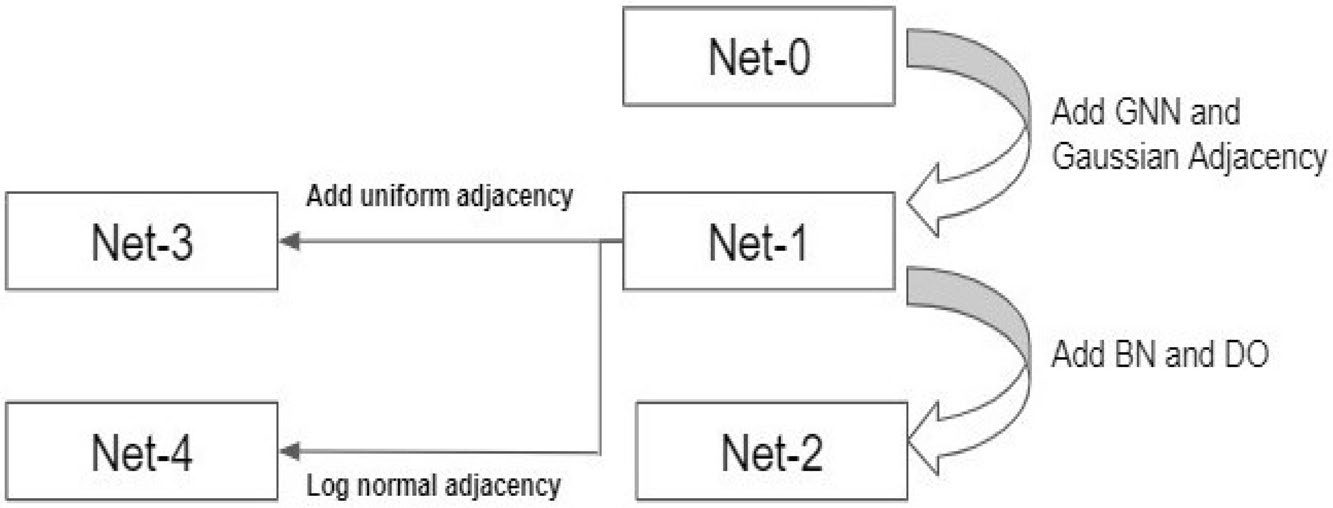 Net-0
Add GNN and
Gaussian Adjacency
Add uniform adjacency
Net-3
Net-1
Add BN and DO
Net-4
Net-2
Log normal adjacency